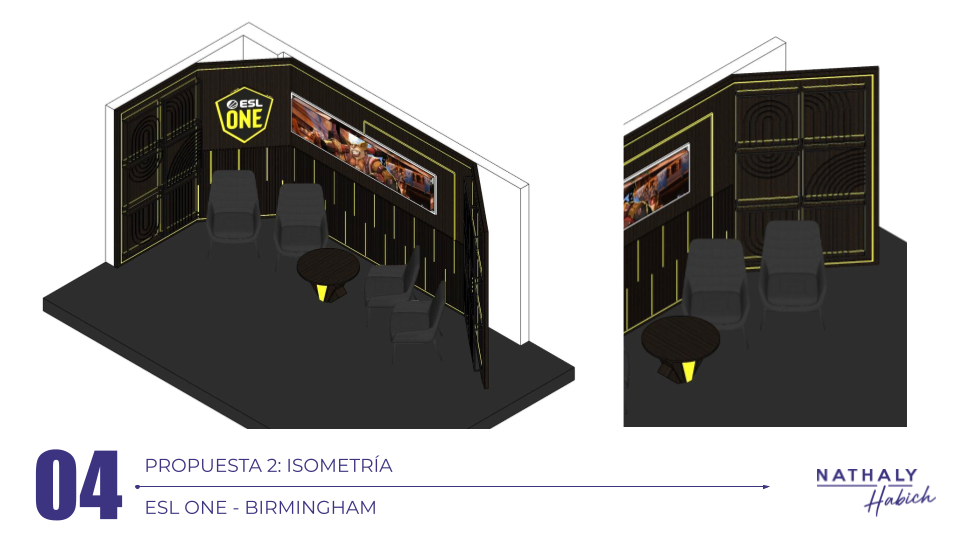 ESL
ONE
04
PROPUESTA 2: ISOMETRÍA
ESL ONE - BIRMINGHAM
NATHALY
Habich